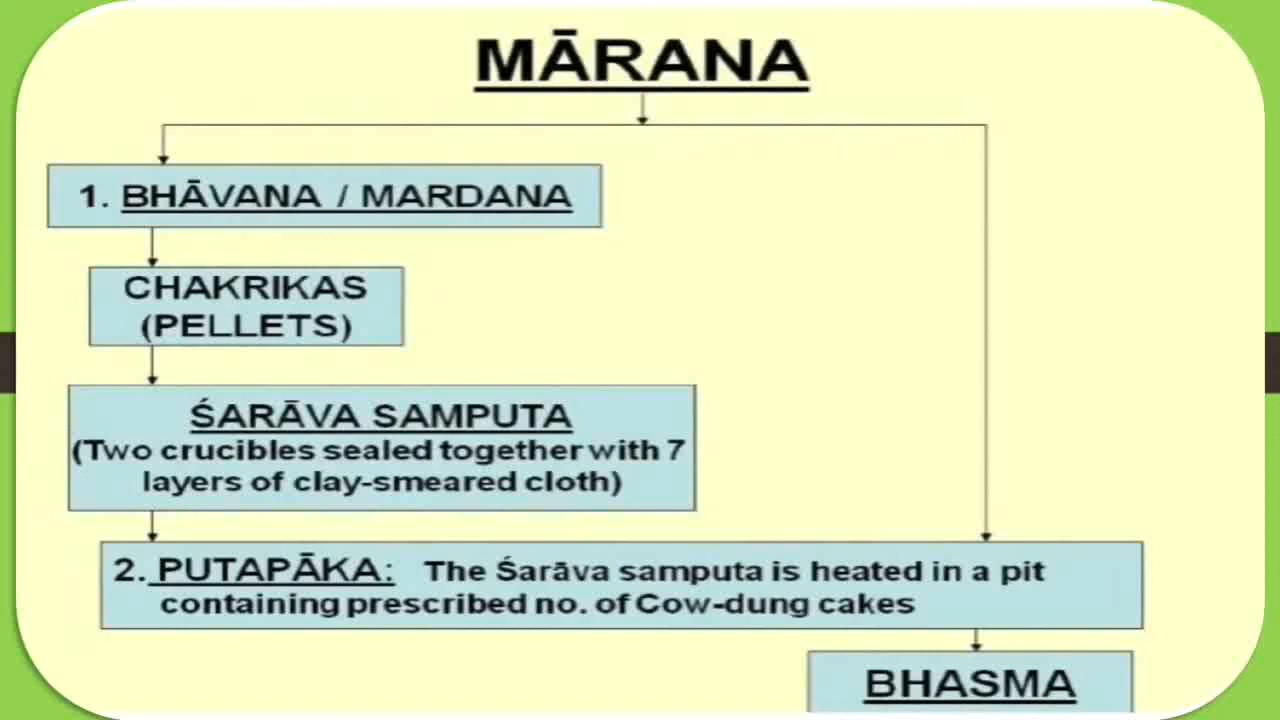 MĀRANA
1. BHĀVANA / MARDANA
CHAKRIKAS
(PELLETS)
ŚARĀVA SAMPUTA
(Two crucibles sealed together with 7
layers of clay-smeared cloth)
2. PUTAPĀKA: The Śarāva samputa is heated in a pit
containing prescribed no. of Cow-dung cakes
BHASMA